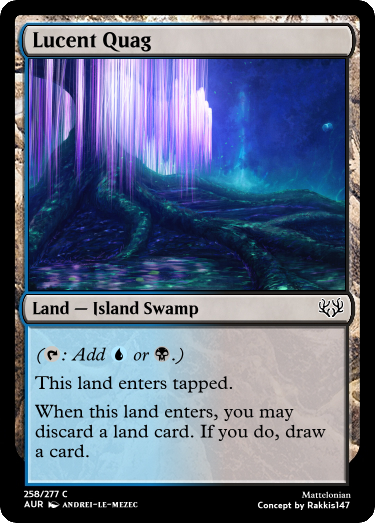 Lucent Quag
Land — Island Swamp
(: Add or .)
This land enters tapped.
When this land enters, you may
discard a land card. If you do, draw
a card.
258/277 C
Mattelonian
AUR ANDREI-LE-MEZEC
Concept by Rakkis147